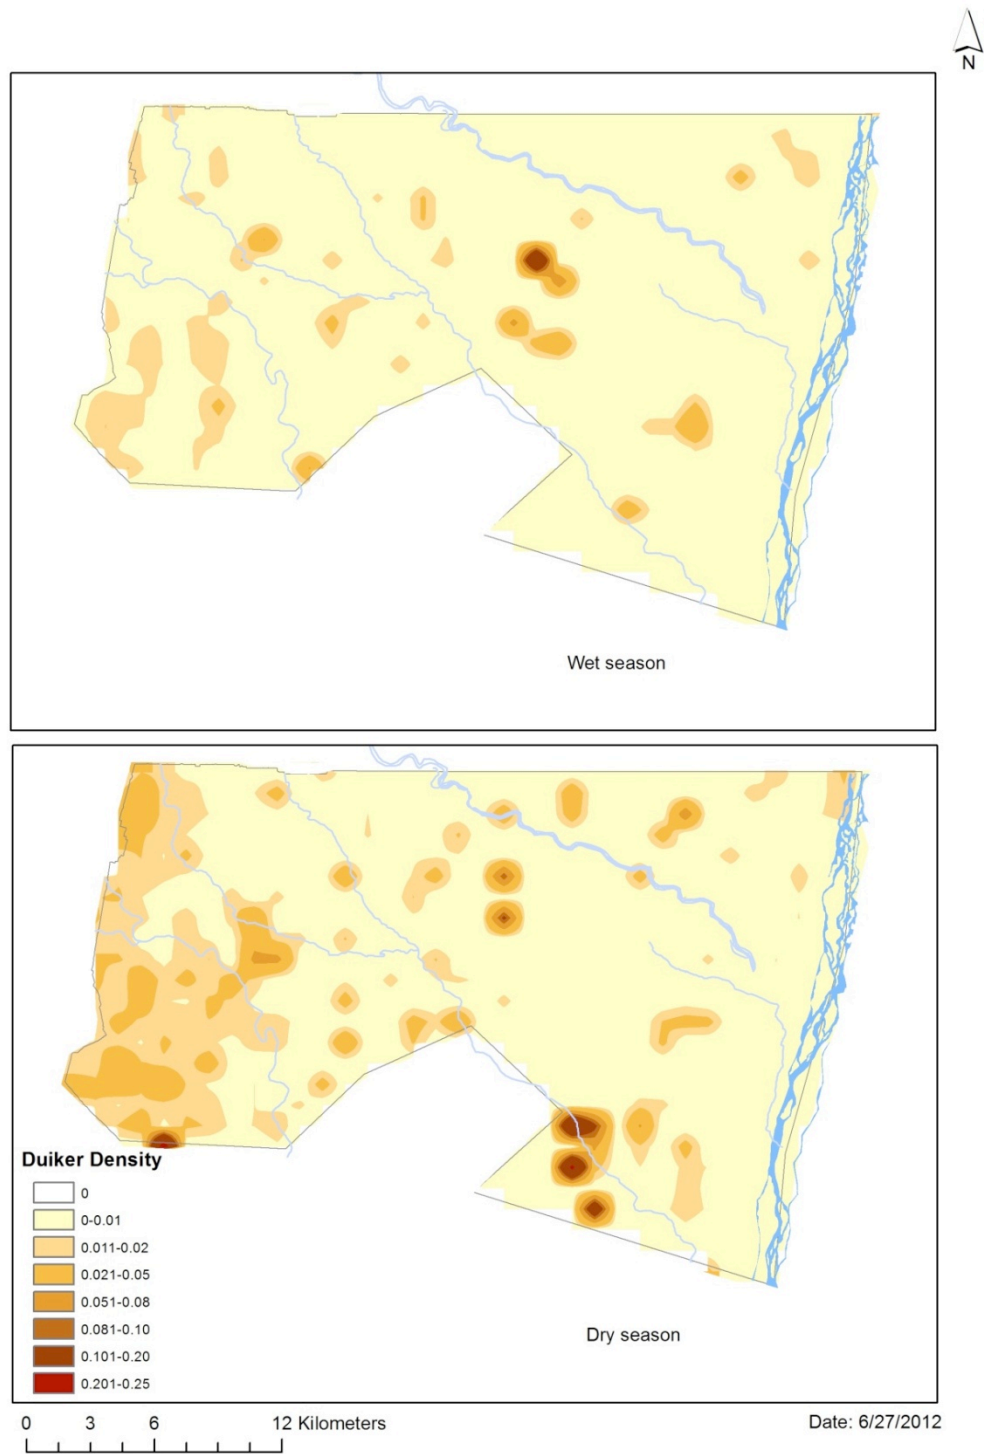 N
Wet season
Duiker Density
0
0-0.01
0.011-0.02
0.021-0.05
0.051-0.08
0.081-0.10
0.101-0.20
0.201-0.25
Dry season
0 3 6 12 Kilometers
Date: 6/27/2012